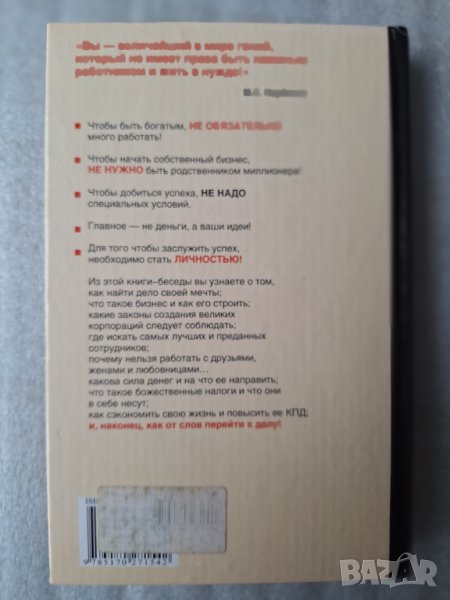 «Вы — величайший в мире гений,
который не имеет права быть наемным
работником и жить в нужде!»
Чтобы быть богатым, НЕ ОБЯЗАТЕЛЬНО
много работать!
Чтобы начать собственный бизнес,
НЕ НУЖНО быть родственником миллионера!
Чтобы добиться успеха, НЕ НАДО
специальных условий.
Главное — не деньги, а ваши идеи!
Для того чтобы заслужить успех,
необходимо стать ЛИЧНОСТЬЮ!
Из этой книги–беседы вы узнаете о том,
как найти дело своей мечты;
что такое бизнес и как его строить;
какие законы создания великих
корпораций следует соблюдать;
где искать самых лучших и преданных
сотрудников;
почему нельзя работать с друзьями,
женами и любовницами...
какова сила денег и на что ее направить;
что такое божественные налоги и что они
в себе несут;
как сэкономить свою жизнь и повысить ее КПД;
и, наконец, как от слов перейти к делу!
9 785170 271542
BAZAR